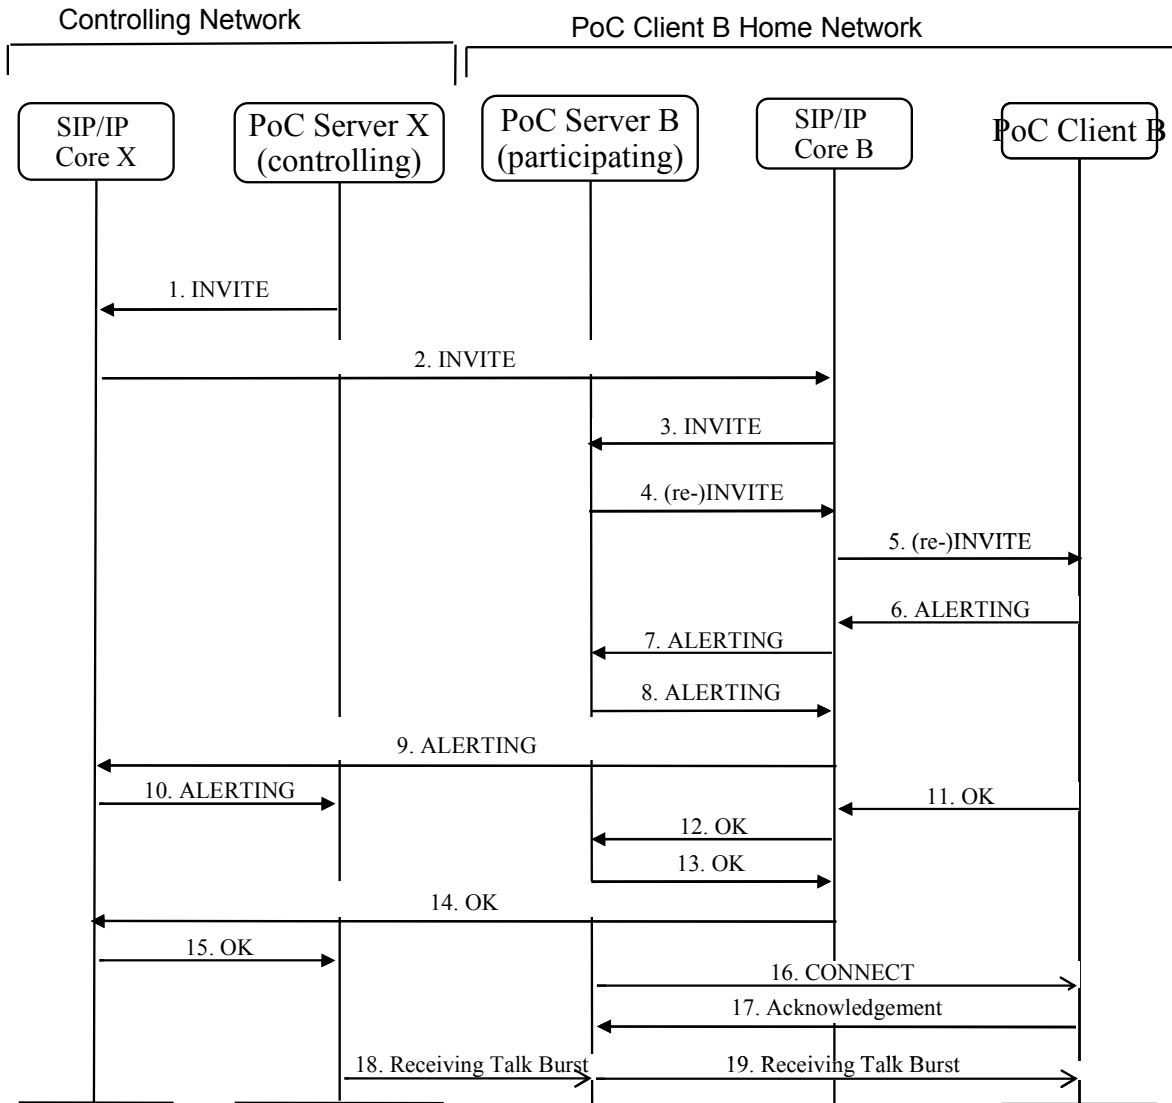 Controlling Network
PoC Client B Home Network
SIP/IP
Core X
PoC Server X
(controlling)
PoC Server B
(participating)
SIP/IP
Core B
PoC Client B
1. INVITE
2. INVITE
3. INVITE
4. (re-)INVITE
5. (re-)INVITE
6. ALERTING
7. ALERTING
8. ALERTING
9. ALERTING
10. ALERTING
11. OK
12. OK
13. OK
14. OK
15. OK
16. CONNECT
17. Acknowledgement
18. Receiving Talk Burst
19. Receiving Talk Burst